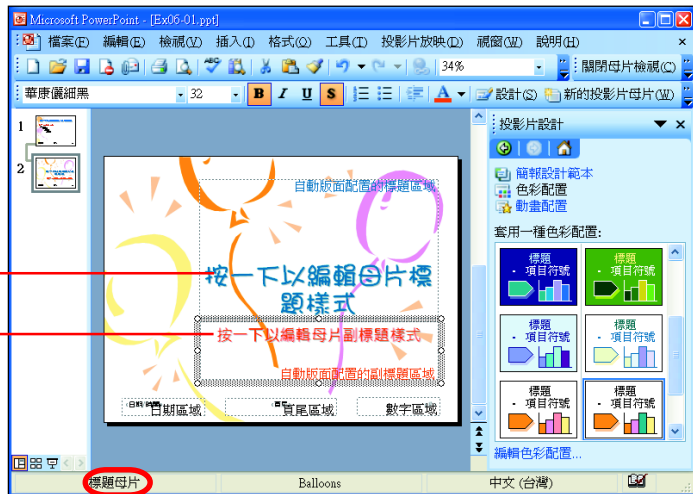 Microsoft PowerPoint - [Ex06-01.ppt]
檔案(F) 編輯(E) 檢視(V) 插入(I) 格式(O) 工具(T) 投影片放映(D) 視窗(W) 說明(H)
34% 關閉母片檢視(C)
華康儷細黑 32 B I U S A 設計(S) 新的投影片母片(W)
1
2
自動版面配置的標題區域
按一下以編輯母片標
題樣式
按一下以編輯母片副標題樣式
自動版面配置的副標題區域
日期區域 頁尾區域 數字區域
投影片設計
簡報設計範本
色彩配置
動畫配置
套用一種色彩配置:
標題
· 項目符號
標題
· 項目符號
標題
· 項目符號
標題
· 項目符號
標題
· 項目符號
標題
· 項目符號
編輯色彩配置...
標題母片 Balloons 中文 (台灣)